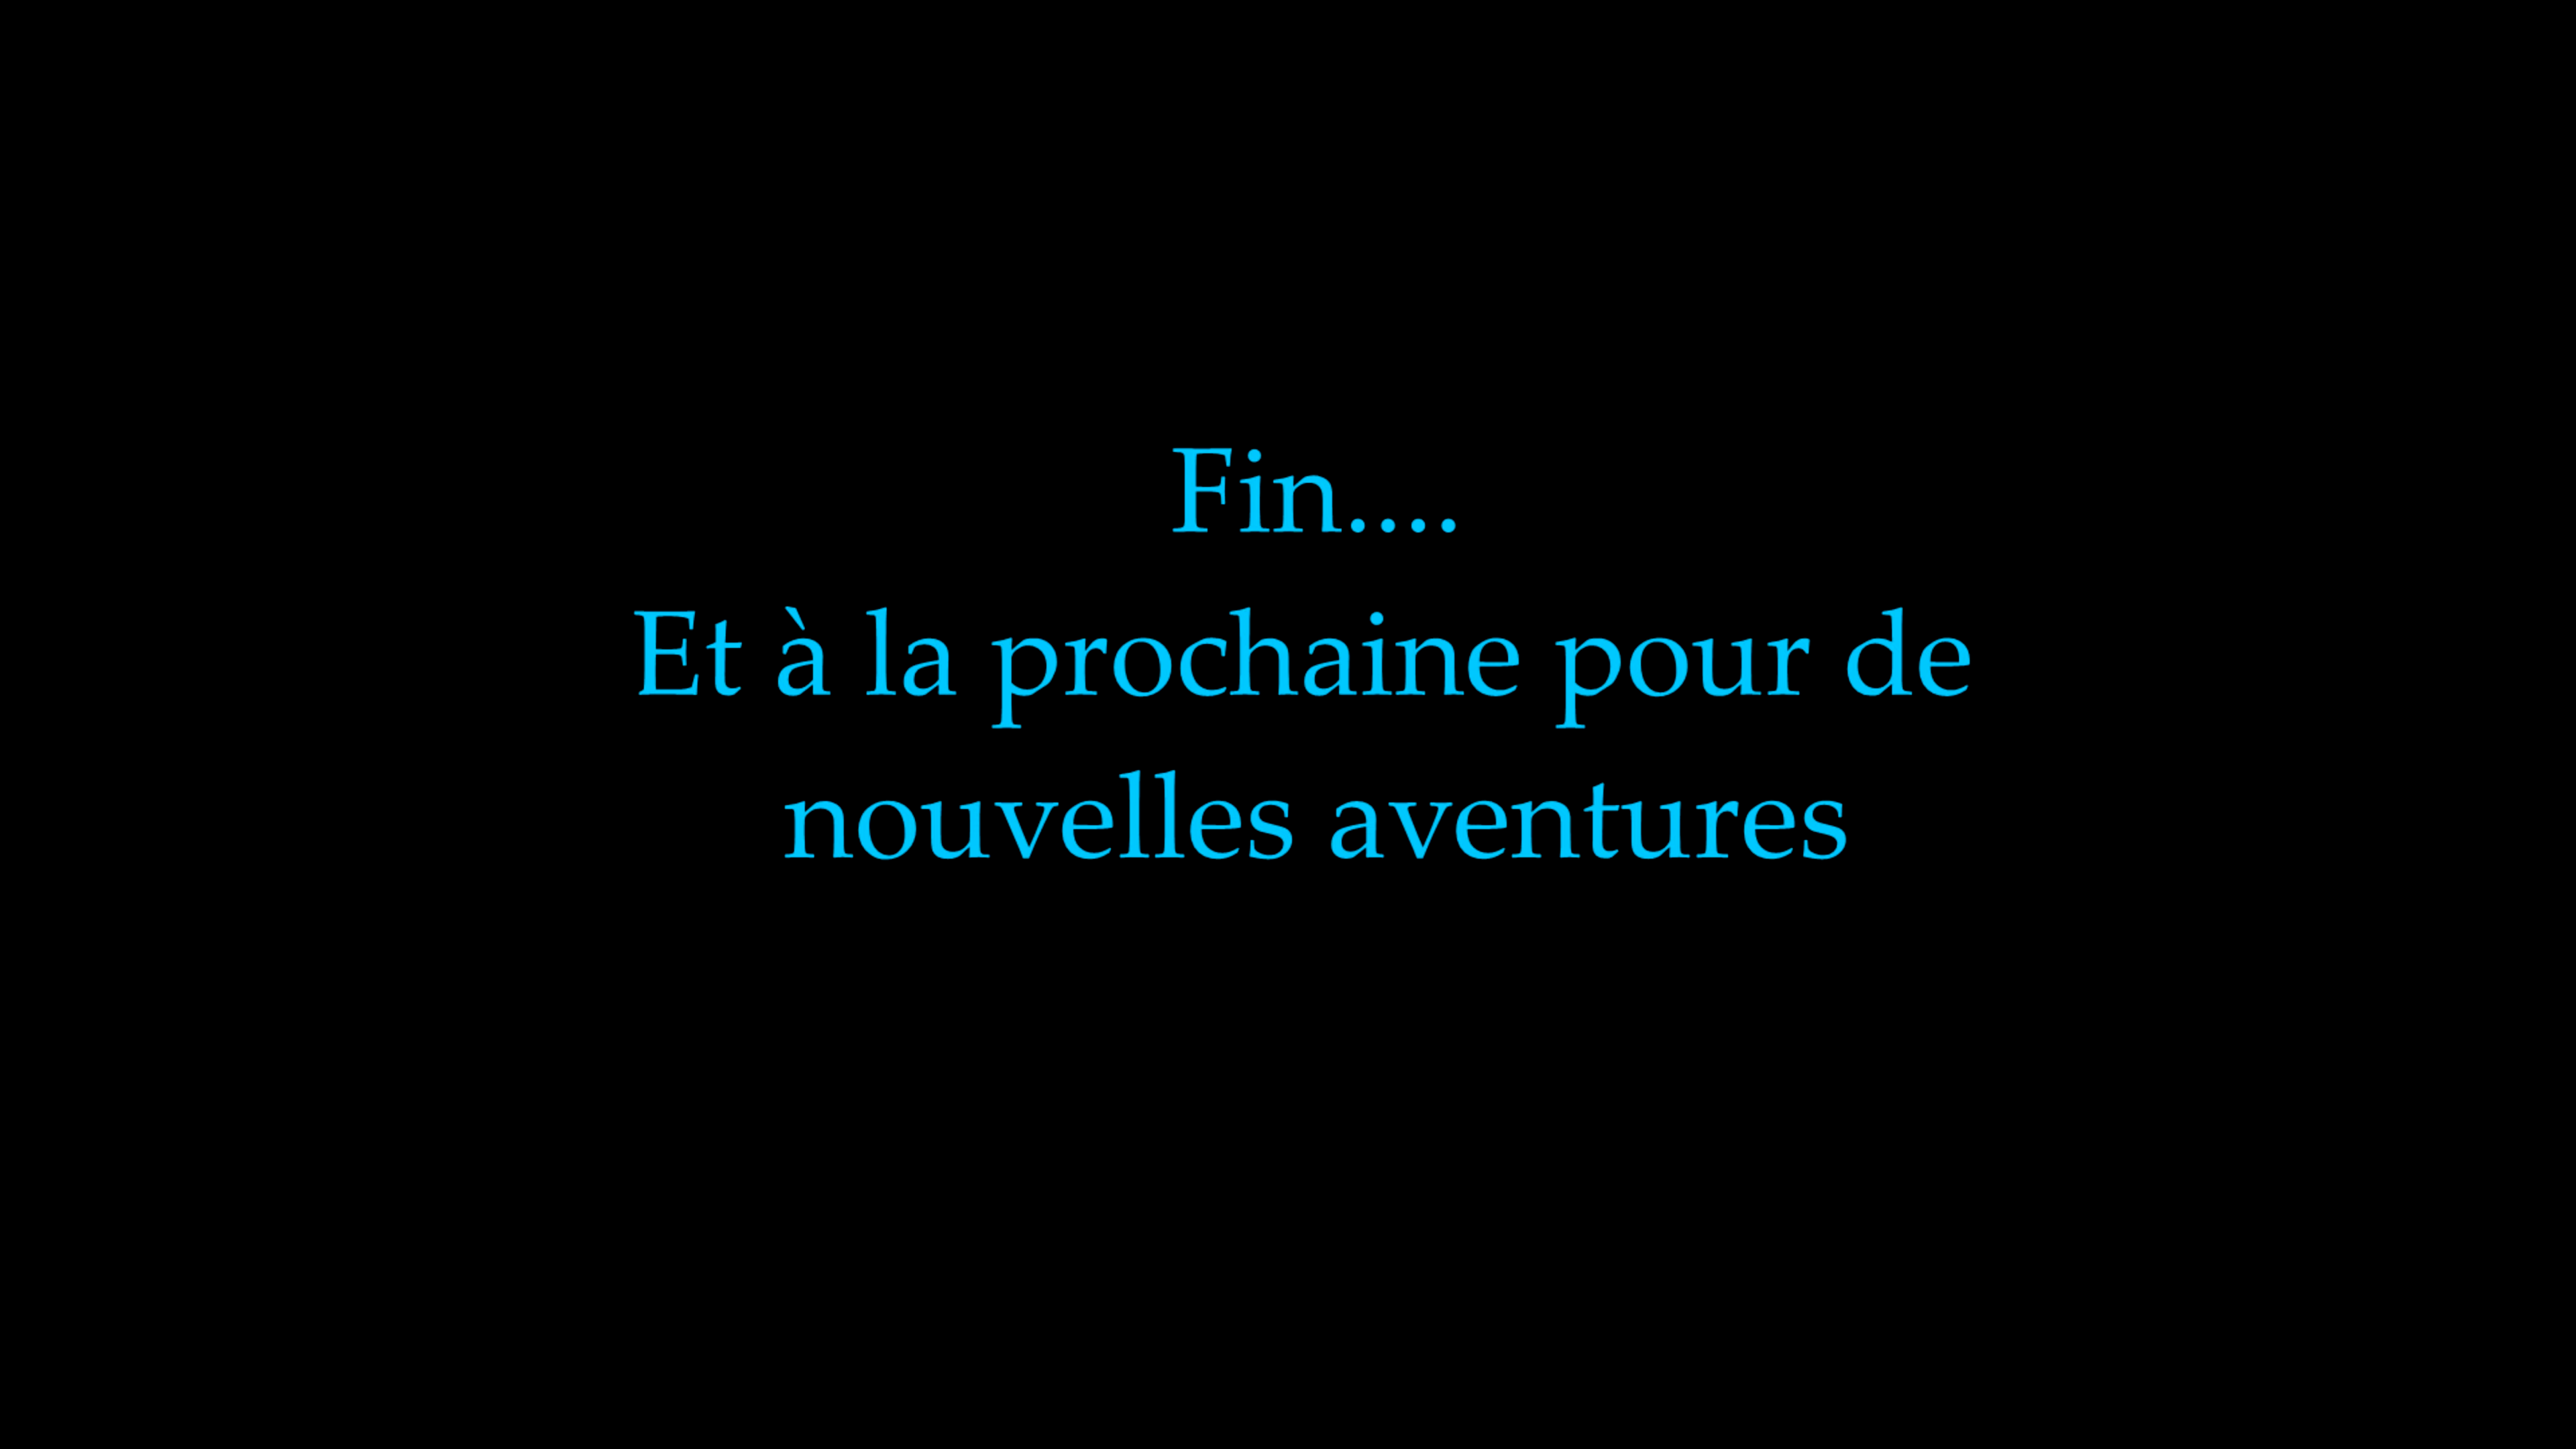 Fin....
Et à la prochaine pour de
nouvelles aventures